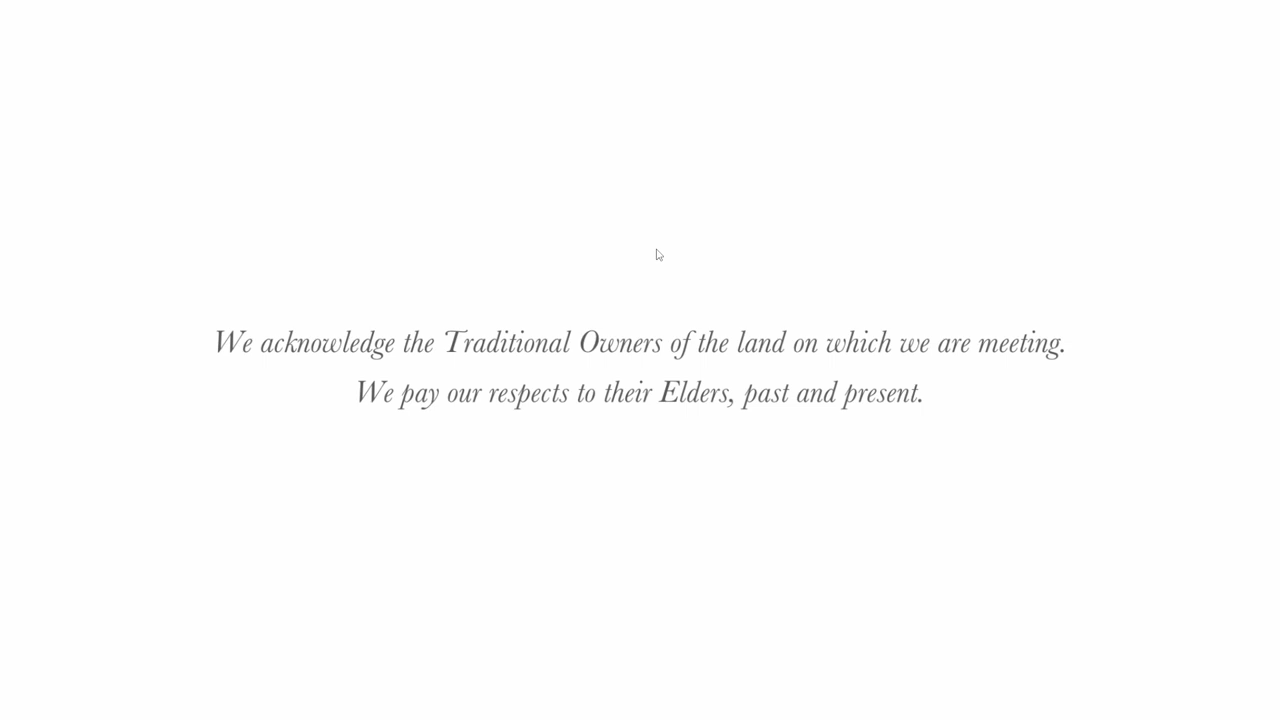 We acknowledge the Traditional Owners of the land on which we are meeting.
We pay our respects to their Elders, past and present.